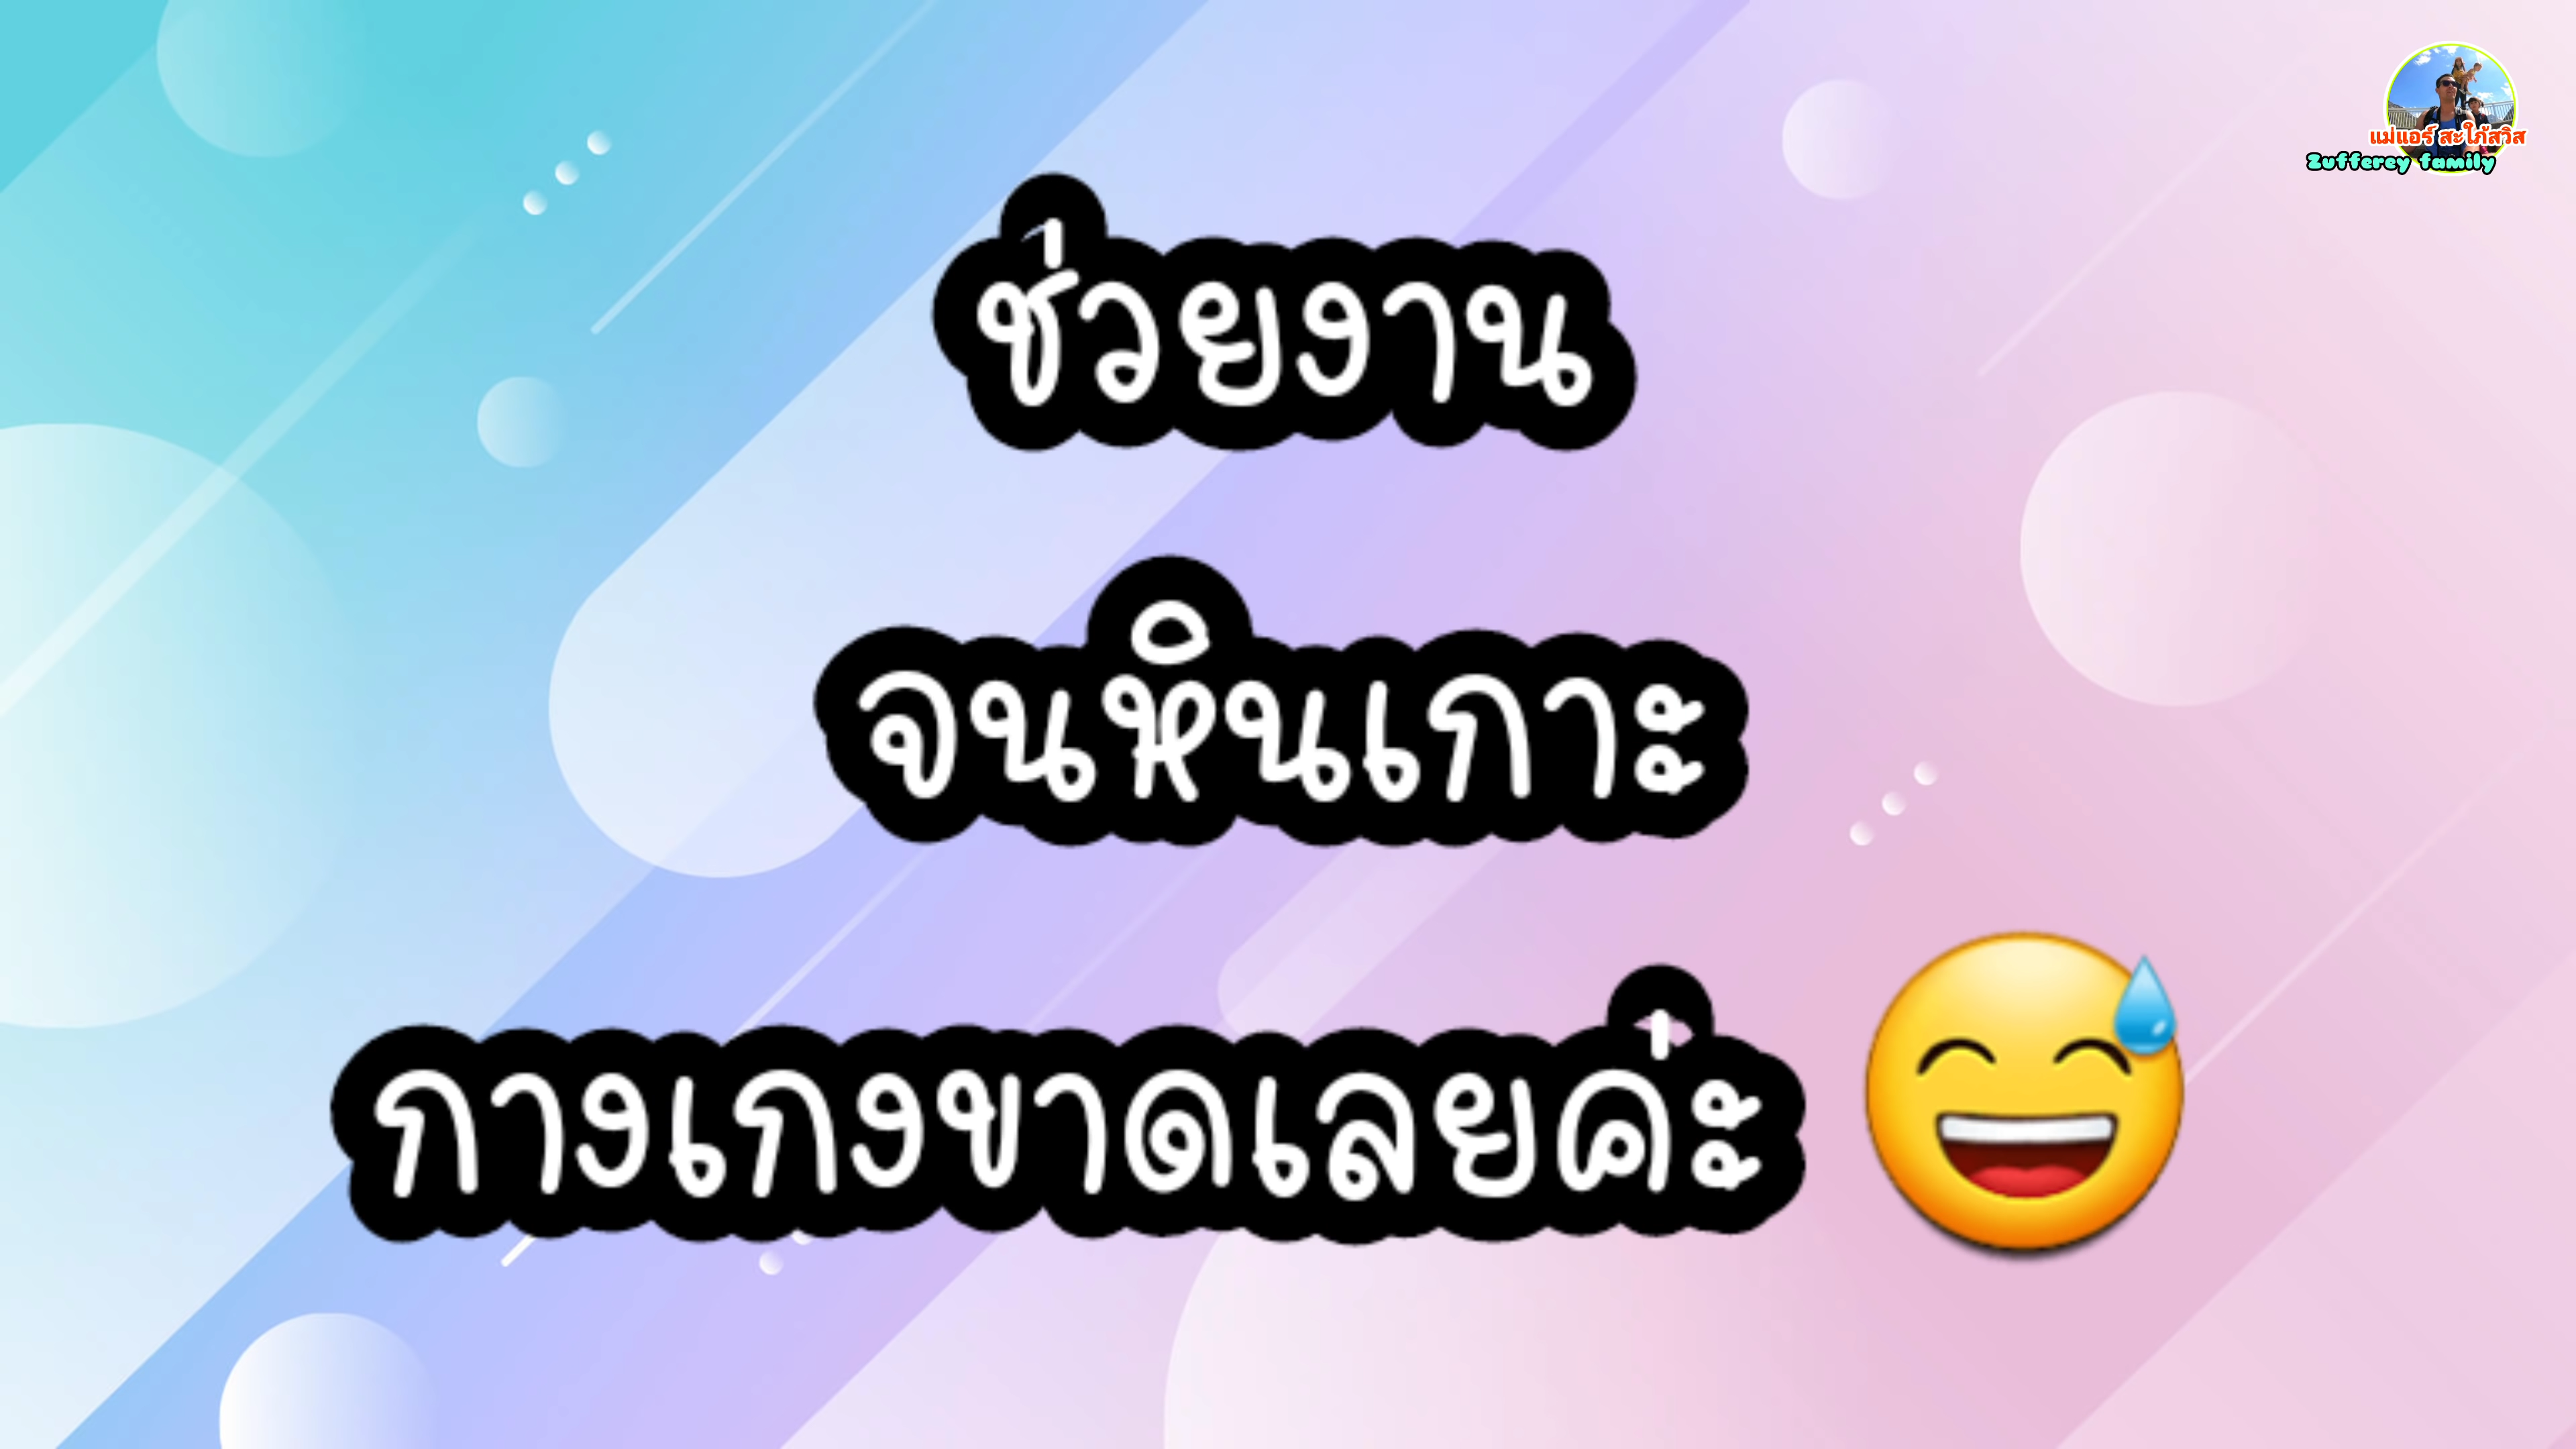 แม่แอร์ สะใภ้สวิส
Zufferey family
ช่วยงาน
จนหินเกาะ
กางเกงขาดเลยค่ะ 😅